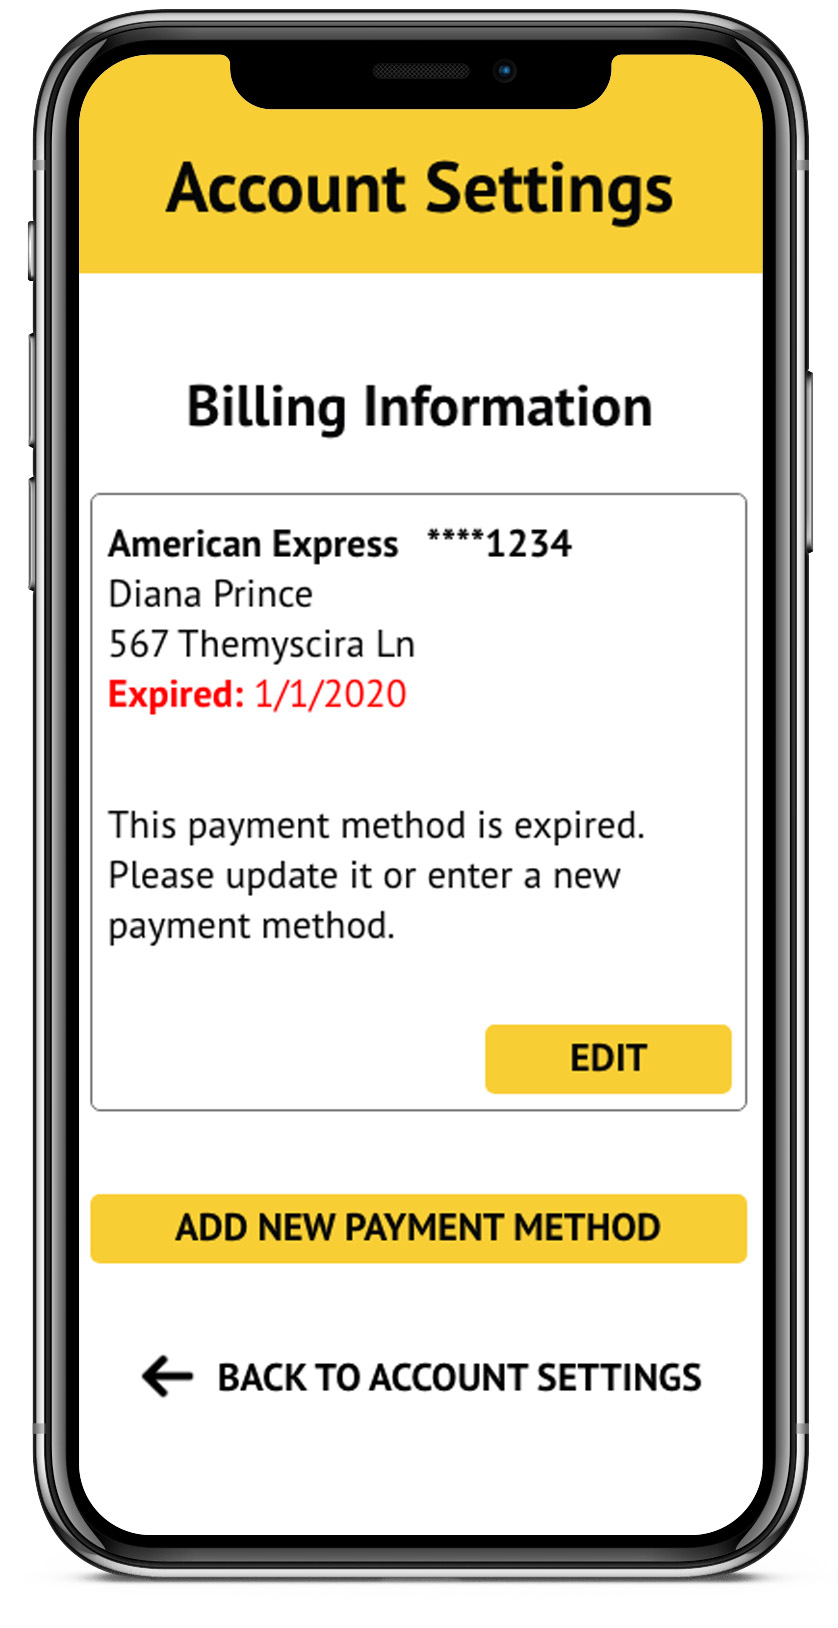 Account Settings
Billing Information
American Express ****1234
Diana Prince
567 Themyscira Ln
Expired: 1/1/2020
This payment method is expired.
Please update it or enter a new
payment method.
EDIT
ADD NEW PAYMENT METHOD
← BACK TO ACCOUNT SETTINGS